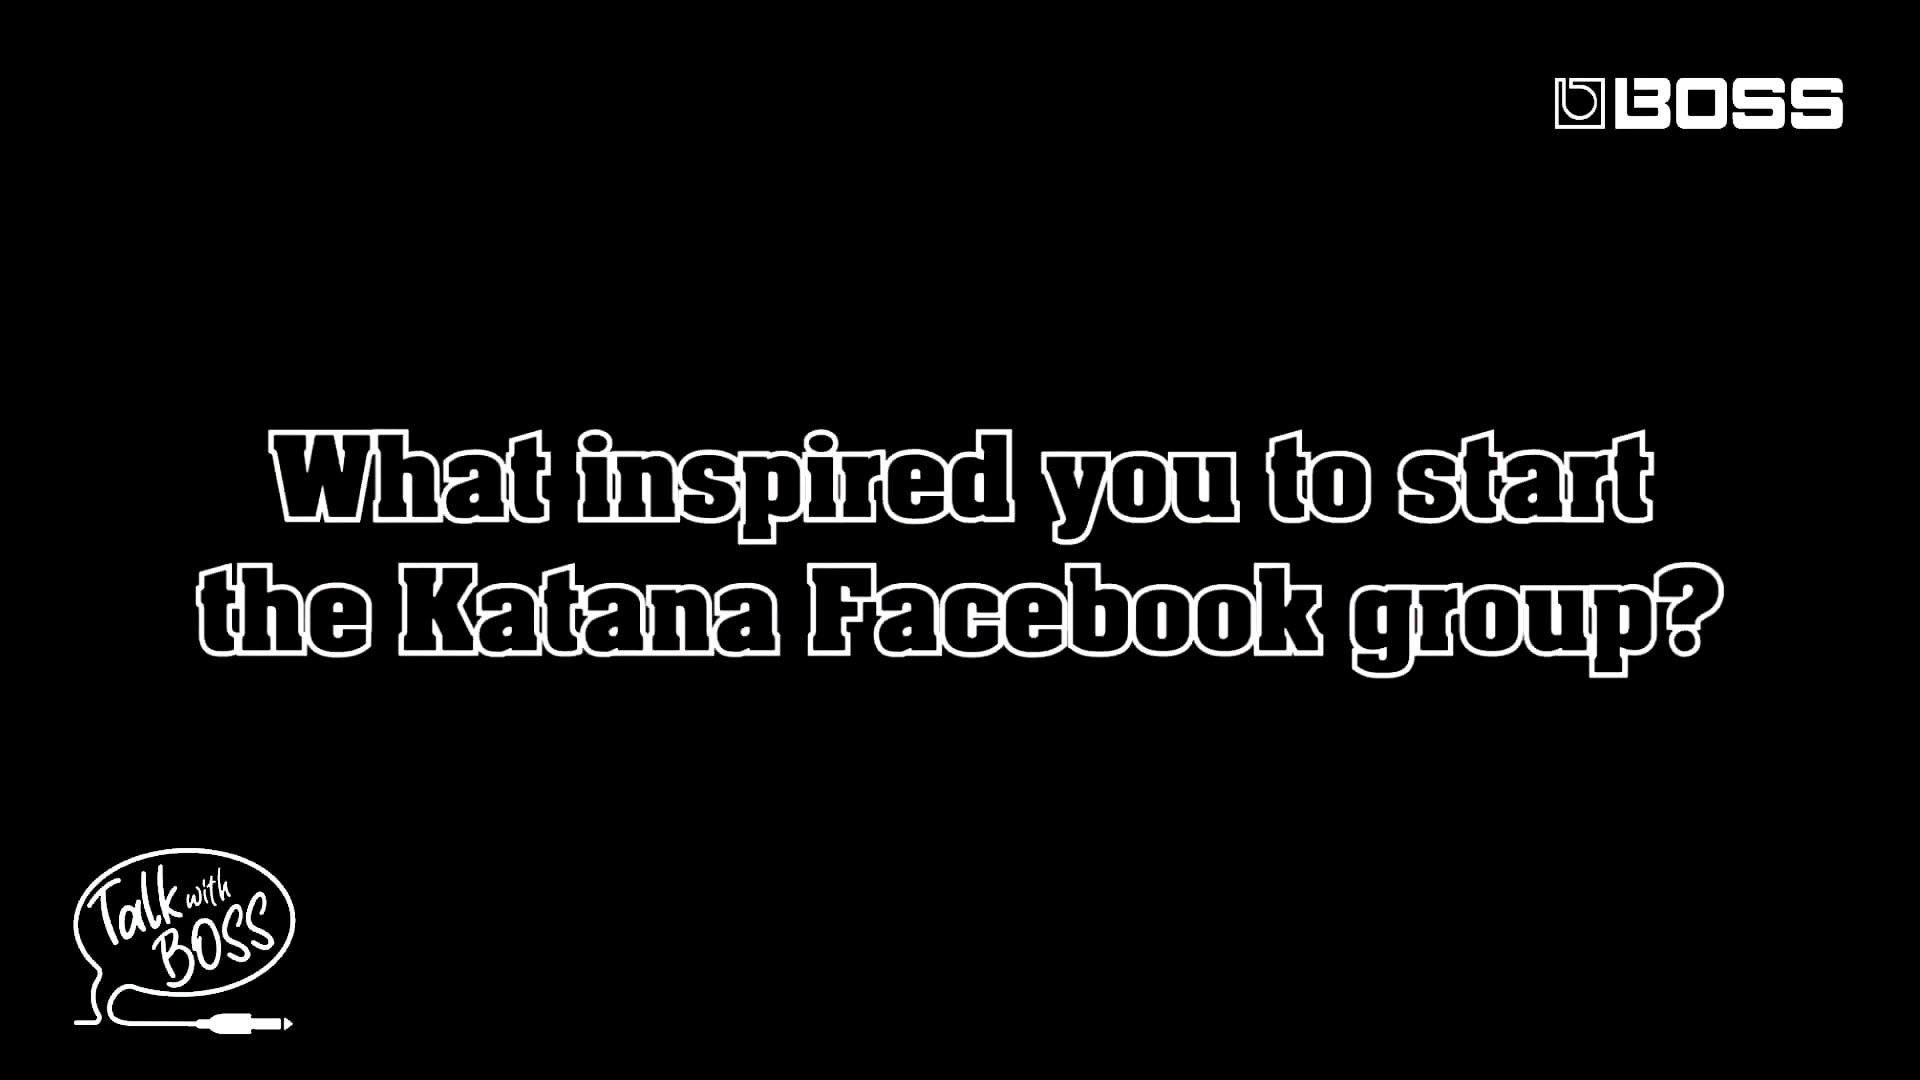 BOSS
What inspired you to start
the Katana Facebook group?
Talk with
BOSS